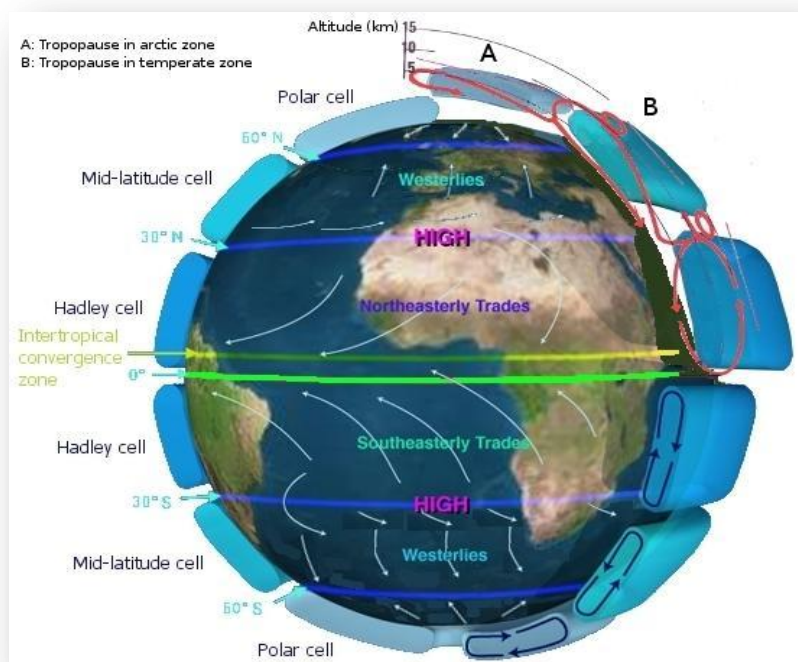 Altitude (km)
15
10
5
A: Tropopause in arctic zone
B: Tropopause in temperate zone
A
B
Polar cell
60° N
Mid-latitude cell
Westerlies
30° N
HIGH
Hadley cell
Northeasterly Trades
Intertropical
convergence
zone
0°
Hadley cell
Southeasterly Trades
30° S
HIGH
Mid-latitude cell
Westerlies
60° S
Polar cell